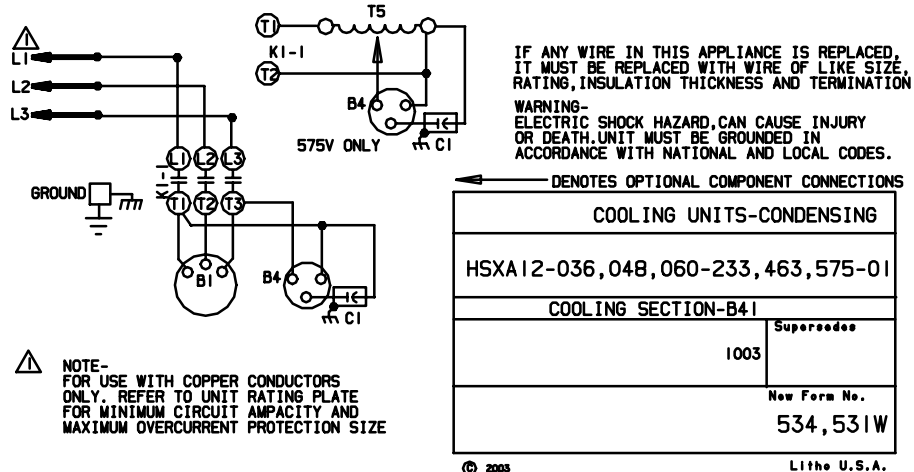 T5
T1
K1-1
T2
B4
575V ONLY
C1
1
L1
L2
L3
L1 L2 L3
K1-1
T1 T2 T3
GROUND
B1
B4
C1
1
NOTE-
FOR USE WITH COPPER CONDUCTORS
ONLY. REFER TO UNIT RATING PLATE
FOR MINIMUM CIRCUIT AMPACITY AND
MAXIMUM OVERCURRENT PROTECTION SIZE
IF ANY WIRE IN THIS APPLIANCE IS REPLACED,
IT MUST BE REPLACED WITH WIRE OF LIKE SIZE,
RATING,INSULATION THICKNESS AND TERMINATION
WARNING-
ELECTRIC SHOCK HAZARD,CAN CAUSE INJURY
OR DEATH.UNIT MUST BE GROUNDED IN
ACCORDANCE WITH NATIONAL AND LOCAL CODES.
DENOTES OPTIONAL COMPONENT CONNECTIONS
COOLING UNITS-CONDENSING
HSXA12-036,048,060-233,463,575-01
COOLING SECTION-B41
Supersedes
1003
New Form No.
534,531W
© 2003
Litho U.S.A.